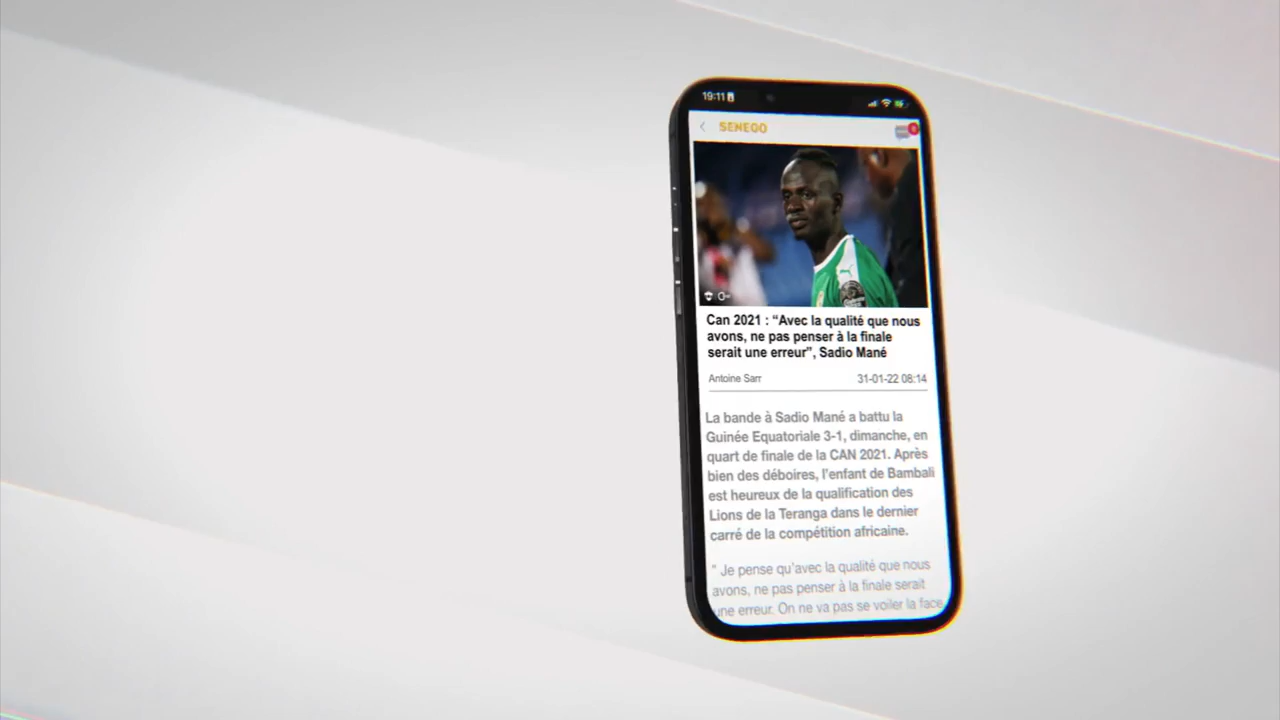 19:11
SENEGO
Can 2021 : “Avec la qualité que nous
avons, ne pas penser à la finale
serait une erreur”, Sadio Mané
Antoine Sarr 31-01-22 08:14
La bande à Sadio Mané a battu la
Guinée Equatoriale 3-1, dimanche, en
quart de finale de la CAN 2021. Après
bien des déboires, l'enfant de Bambali
est heureux de la qualification des
Lions de la Teranga dans le dernier
carré de la compétition africaine.
" Je pense qu'avec la qualité que nous
avons, ne pas penser à la finale serait
une erreur. On ne va pas se voiler la face